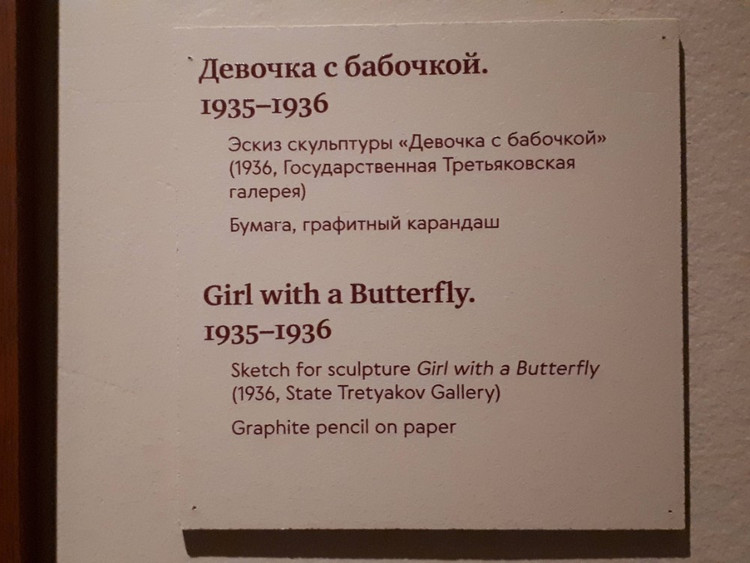 Девочка с бабочкой.
1935–1936
Эскиз скульптуры «Девочка с бабочкой»
(1936, Государственная Третьяковская
галерея)
Бумага, графитный карандаш
Girl with a Butterfly.
1935–1936
Sketch for sculpture Girl with a Butterfly
(1936, State Tretyakov Gallery)
Graphite pencil on paper